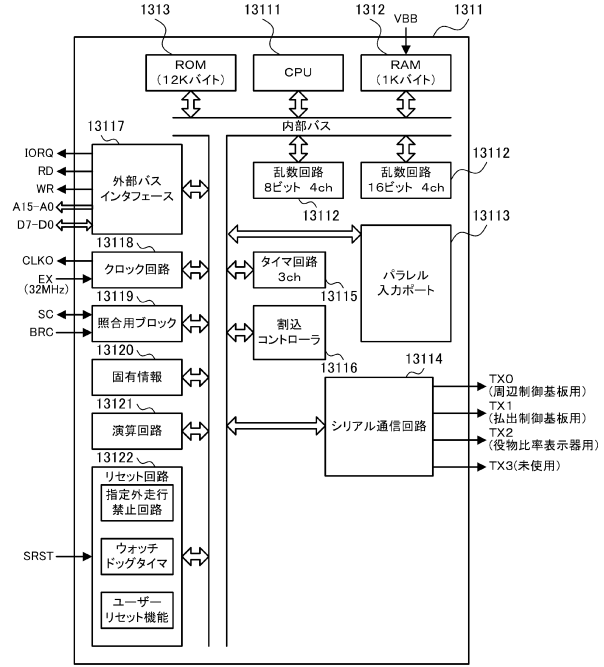 1313
13111
1312
VBB
1311
ROM
(12Kバイト)
CPU
RAM
(1Kバイト)
内部バス
13117
IORQ
RD
WR
A15-A0
D7-D0
外部バス
インタフェース
乱数回路
8ビット 4ch
13112
乱数回路
16ビット 4ch
13112
13113
13118
CLKO
EX
(32MHz)
クロック回路
タイマ回路
3ch
13115
パラレル
入力ポート
13119
SC
BRC
照合用ブロック
割込
コントローラ
13116
13120
固有情報
13114
シリアル通信回路
TX0
(周辺制御基板用)
TX1
(払出制御基板用)
TX2
(役物比率表示器用)
TX3(未使用)
13121
演算回路
13122
リセット回路
指定外走行
禁止回路
SRST
ウォッチ
ドッグタイマ
ユーザー
リセット機能